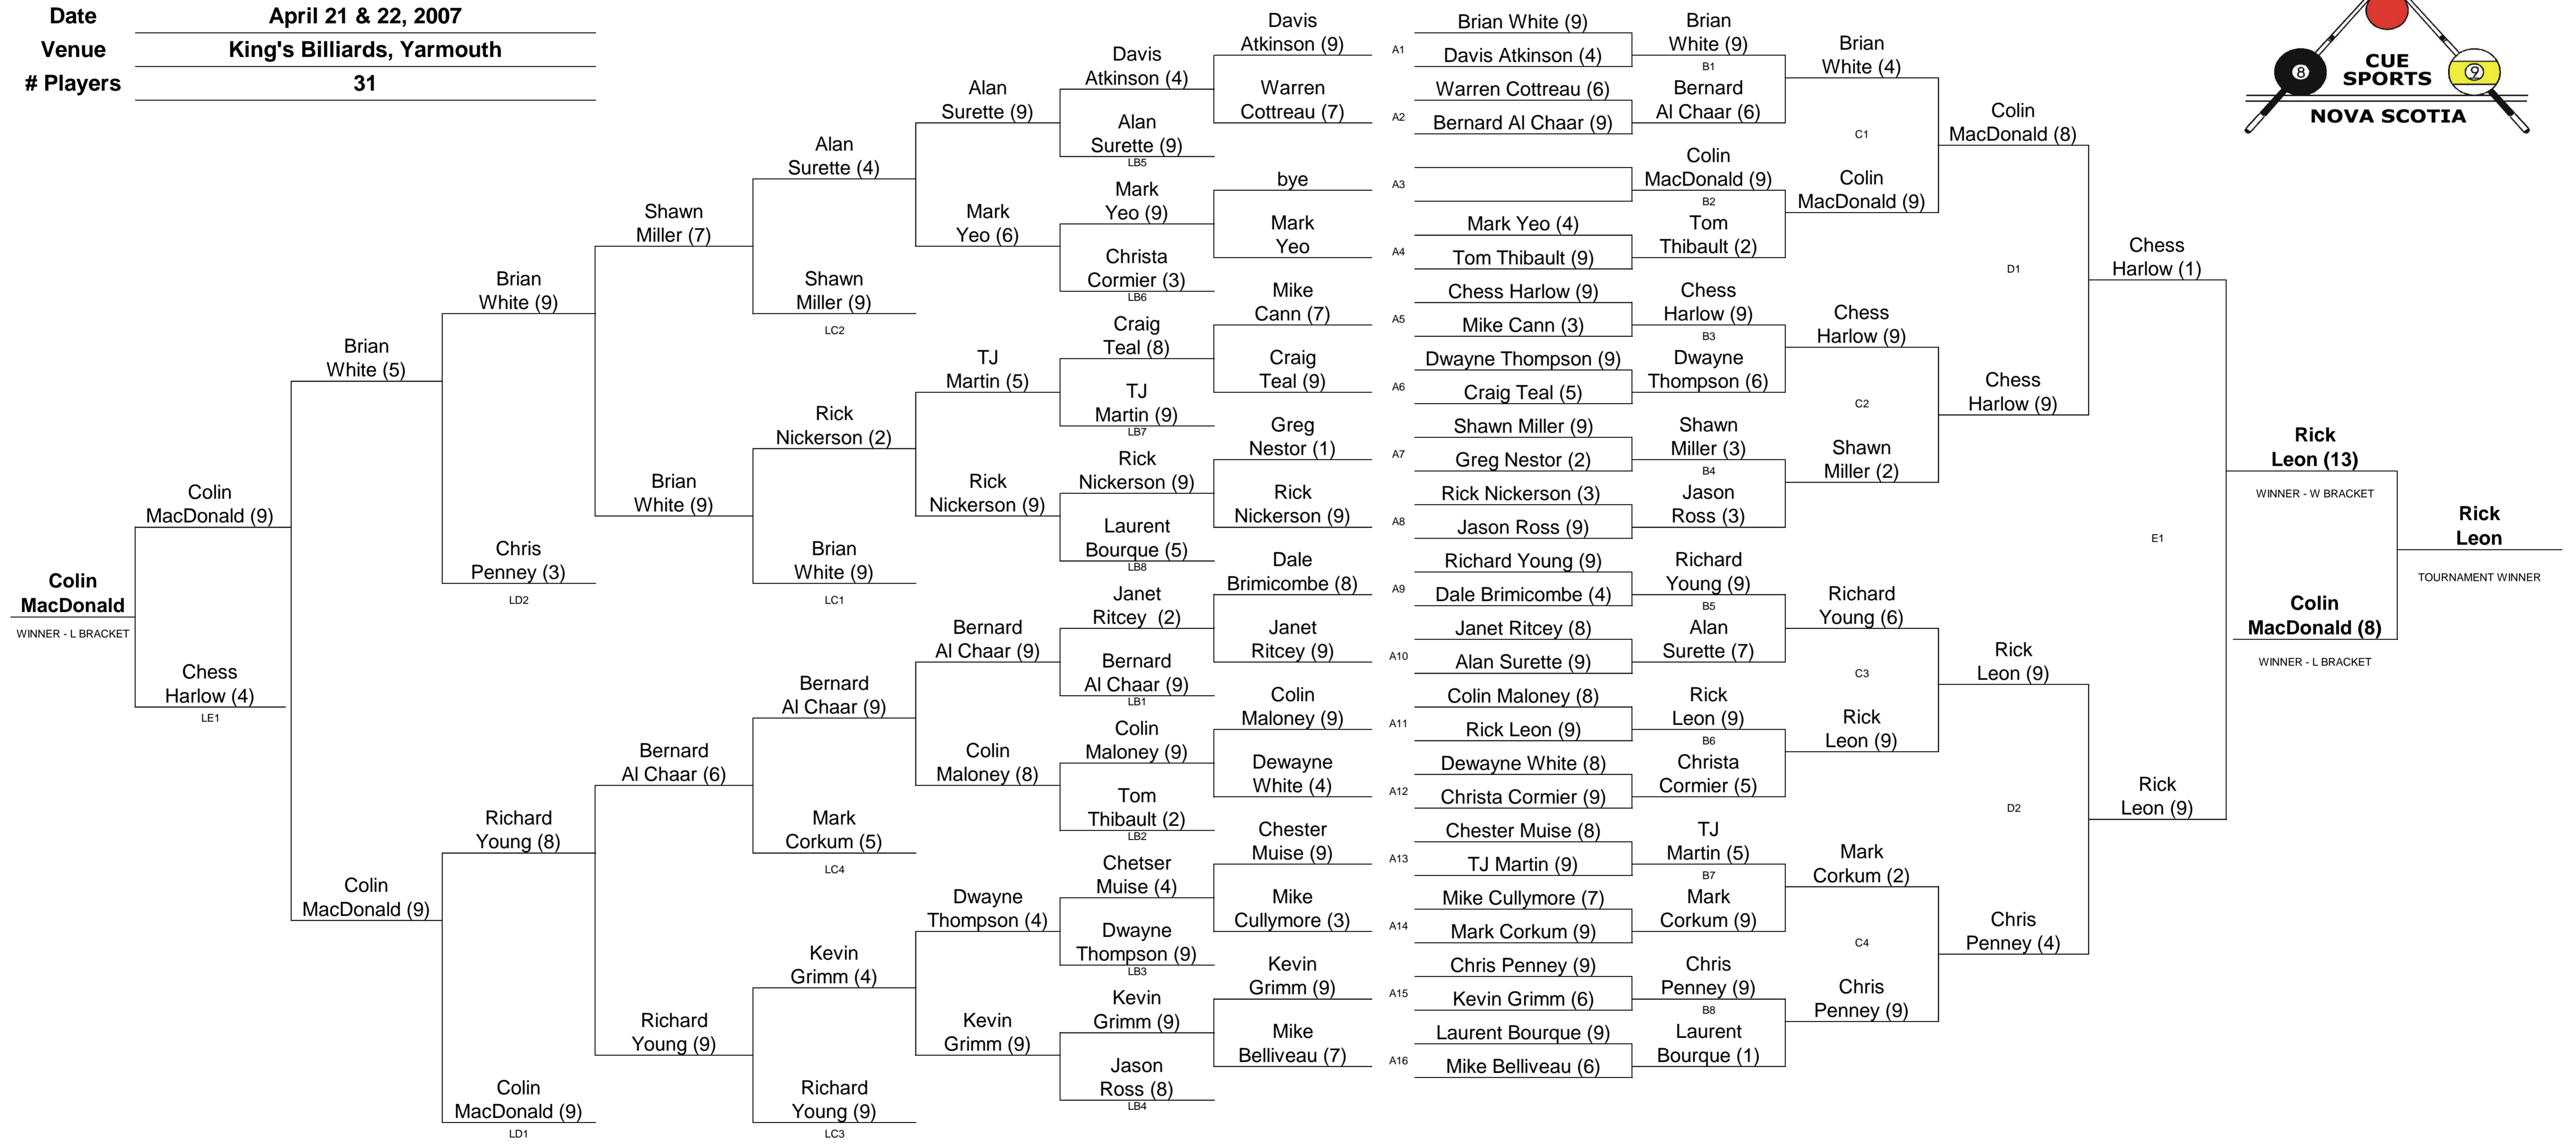 Date April 21 & 22, 2007
Venue King's Billiards, Yarmouth
# Players 31
8
9
CUE
SPORTS
NOVA SCOTIA
Colin
MacDonald
WINNER - L BRACKET
Colin
MacDonald (9)
Chess
Harlow (4)
LE1
Brian
White (5)
Colin
MacDonald (9)
Brian
White (9)
Chris
Penney (3)
LD2
Richard
Young (8)
Colin
MacDonald (9)
LD1
Shawn
Miller (7)
Brian
White (9)
Bernard
Al Chaar (6)
Richard
Young (9)
Alan
Surette (4)
Shawn
Miller (9)
LC2
Rick
Nickerson (2)
Brian
White (9)
LC1
Bernard
Al Chaar (9)
Mark
Corkum (5)
LC4
Kevin
Grimm (4)
Richard
Young (9)
LC3
Alan
Surette (9)
Mark
Yeo (6)
TJ
Martin (5)
Rick
Nickerson (9)
Bernard
Al Chaar (9)
Colin
Maloney (8)
Dwayne
Thompson (4)
Kevin
Grimm (9)
Davis
Atkinson (4)
Alan
Surette (9)
LB5
Mark
Yeo (9)
Christa
Cormier (3)
LB6
Craig
Teal (8)
TJ
Martin (9)
LB7
Rick
Nickerson (9)
Laurent
Bourque (5)
LB8
Janet
Ritcey (2)
Bernard
Al Chaar (9)
LB1
Colin
Maloney (9)
Tom
Thibault (2)
LB2
Chetser
Muise (4)
Dwayne
Thompson (9)
LB3
Kevin
Grimm (9)
Jason
Ross (8)
LB4
Davis
Atkinson (9)
Warren
Cottreau (7)
bye
Mark
Yeo
Mike
Cann (7)
Craig
Teal (9)
Greg
Nestor (1)
Rick
Nickerson (9)
Dale
Brimicombe (8)
Janet
Ritcey (9)
Colin
Maloney (9)
Dewayne
White (4)
Chester
Muise (9)
Mike
Cullymore (3)
Kevin
Grimm (9)
Mike
Belliveau (7)
A1
A2
A3
A4
A5
A6
A7
A8
A9
A10
A11
A12
A13
A14
A15
A16
Brian White (9)
Davis Atkinson (4)
Warren Cottreau (6)
Bernard Al Chaar (9)
Mark Yeo (4)
Tom Thibault (9)
Chess Harlow (9)
Mike Cann (3)
Dwayne Thompson (9)
Craig Teal (5)
Shawn Miller (9)
Greg Nestor (2)
Rick Nickerson (3)
Jason Ross (9)
Richard Young (9)
Dale Brimicombe (4)
Janet Ritcey (8)
Alan Surette (9)
Colin Maloney (8)
Rick Leon (9)
Dewayne White (8)
Christa Cormier (9)
Chester Muise (8)
TJ Martin (9)
Mike Cullymore (7)
Mark Corkum (9)
Chris Penney (9)
Kevin Grimm (6)
Laurent Bourque (9)
Mike Belliveau (6)
Brian
White (9)
B1
Bernard
Al Chaar (6)
Colin
MacDonald (9)
B2
Tom
Thibault (2)
Chess
Harlow (9)
B3
Dwayne
Thompson (6)
Shawn
Miller (3)
B4
Jason
Ross (3)
Richard
Young (9)
B5
Alan
Surette (7)
Rick
Leon (9)
B6
Christa
Cormier (5)
TJ
Martin (5)
B7
Mark
Corkum (9)
Chris
Penney (9)
B8
Laurent
Bourque (1)
Brian
White (4)
C1
Colin
MacDonald (9)
Chess
Harlow (9)
C2
Shawn
Miller (2)
Richard
Young (6)
C3
Rick
Leon (9)
Mark
Corkum (2)
C4
Chris
Penney (9)
Colin
MacDonald (8)
D1
Chess
Harlow (9)
Rick
Leon (9)
D2
Chris
Penney (4)
Chess
Harlow (1)
E1
Rick
Leon (9)
Rick
Leon (13)
WINNER - W BRACKET
Colin
MacDonald (8)
WINNER - L BRACKET
Rick
Leon
TOURNAMENT WINNER